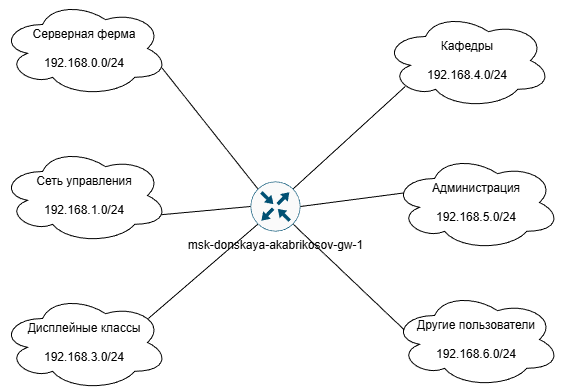 Серверная ферма
192.168.0.0/24
Кафедры
192.168.4.0/24
Сеть управления
192.168.1.0/24
Администрация
192.168.5.0/24
msk-donskaya-akabrikosov-gw-1
Дисплейные классы
192.168.3.0/24
Другие пользователи
192.168.6.0/24